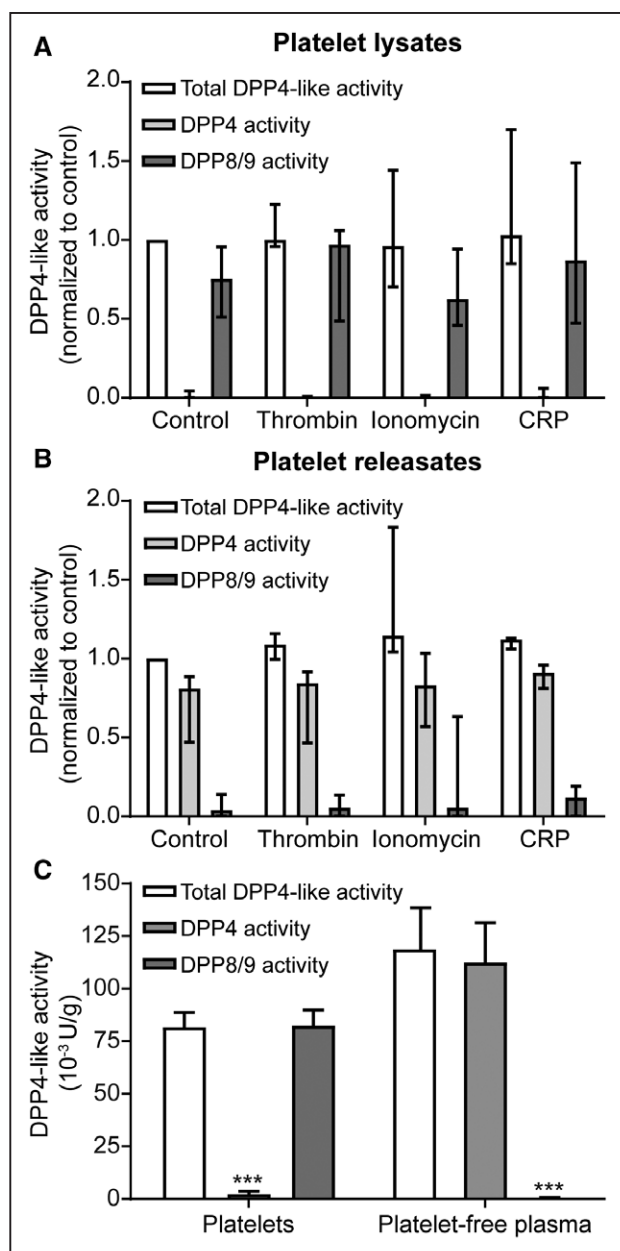 A
Platelet lysates
DPP4-like activity
(normalized to control)
2.0
1.5
1.0
0.5
0.0
Total DPP4-like activity
DPP4 activity
DPP8/9 activity
Control Thrombin Ionomycin CRP
B
Platelet releasates
DPP4-like activity
(normalized to control)
2.0
1.5
1.0
0.5
0.0
Total DPP4-like activity
DPP4 activity
DPP8/9 activity
Control Thrombin Ionomycin CRP
C
DPP4-like activity
(10⁻³ U/g)
150
125
100
75
50
25
0
Total DPP4-like activity
DPP4 activity
DPP8/9 activity
***
***
Platelets Platelet-free plasma